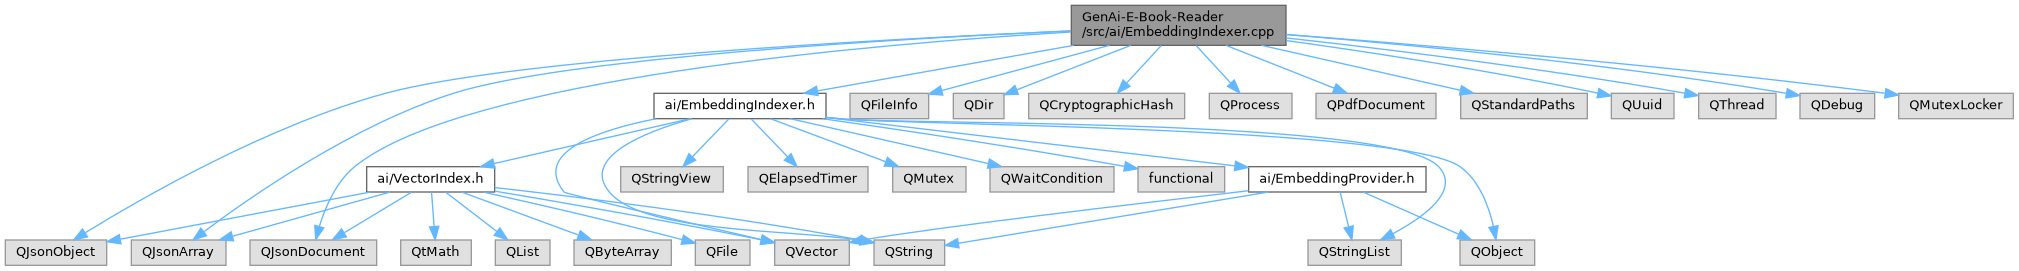 GenAi-E-Book-Reader
/src/ai/EmbeddingIndexer.cpp
ai/EmbeddingIndexer.h
QFileInfo
QDir
QCryptographicHash
QProcess
QPdfDocument
QStandardPaths
QUuid
QThread
QDebug
QMutexLocker
ai/VectorIndex.h
QStringView
QElapsedTimer
QMutex
QWaitCondition
functional
ai/EmbeddingProvider.h
QJsonObject
QJsonArray
QJsonDocument
QtMath
QList
QByteArray
QFile
QVector
QString
QStringList
QObject